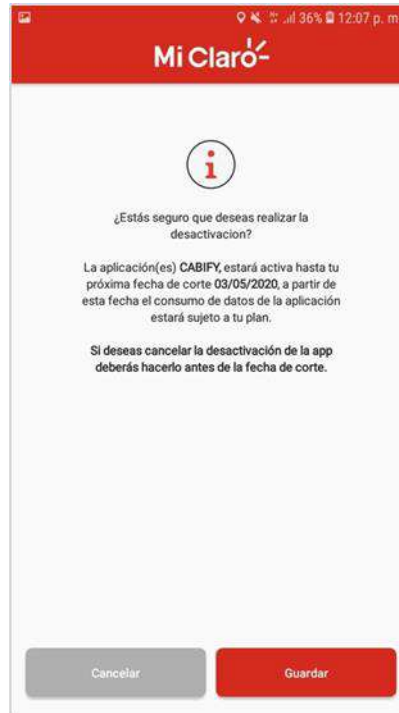 36% 12:07 p. m
Mi Claro
i
¿Estás seguro que deseas realizar la
desactivacion?
La aplicación(es) CABIFY, estará activa hasta tu
próxima fecha de corte 03/05/2020, a partir de
esta fecha el consumo de datos de la aplicación
estará sujeto a tu plan.
Si deseas cancelar la desactivación de la app
deberás hacerlo antes de la fecha de corte.
Cancelar
Guardar